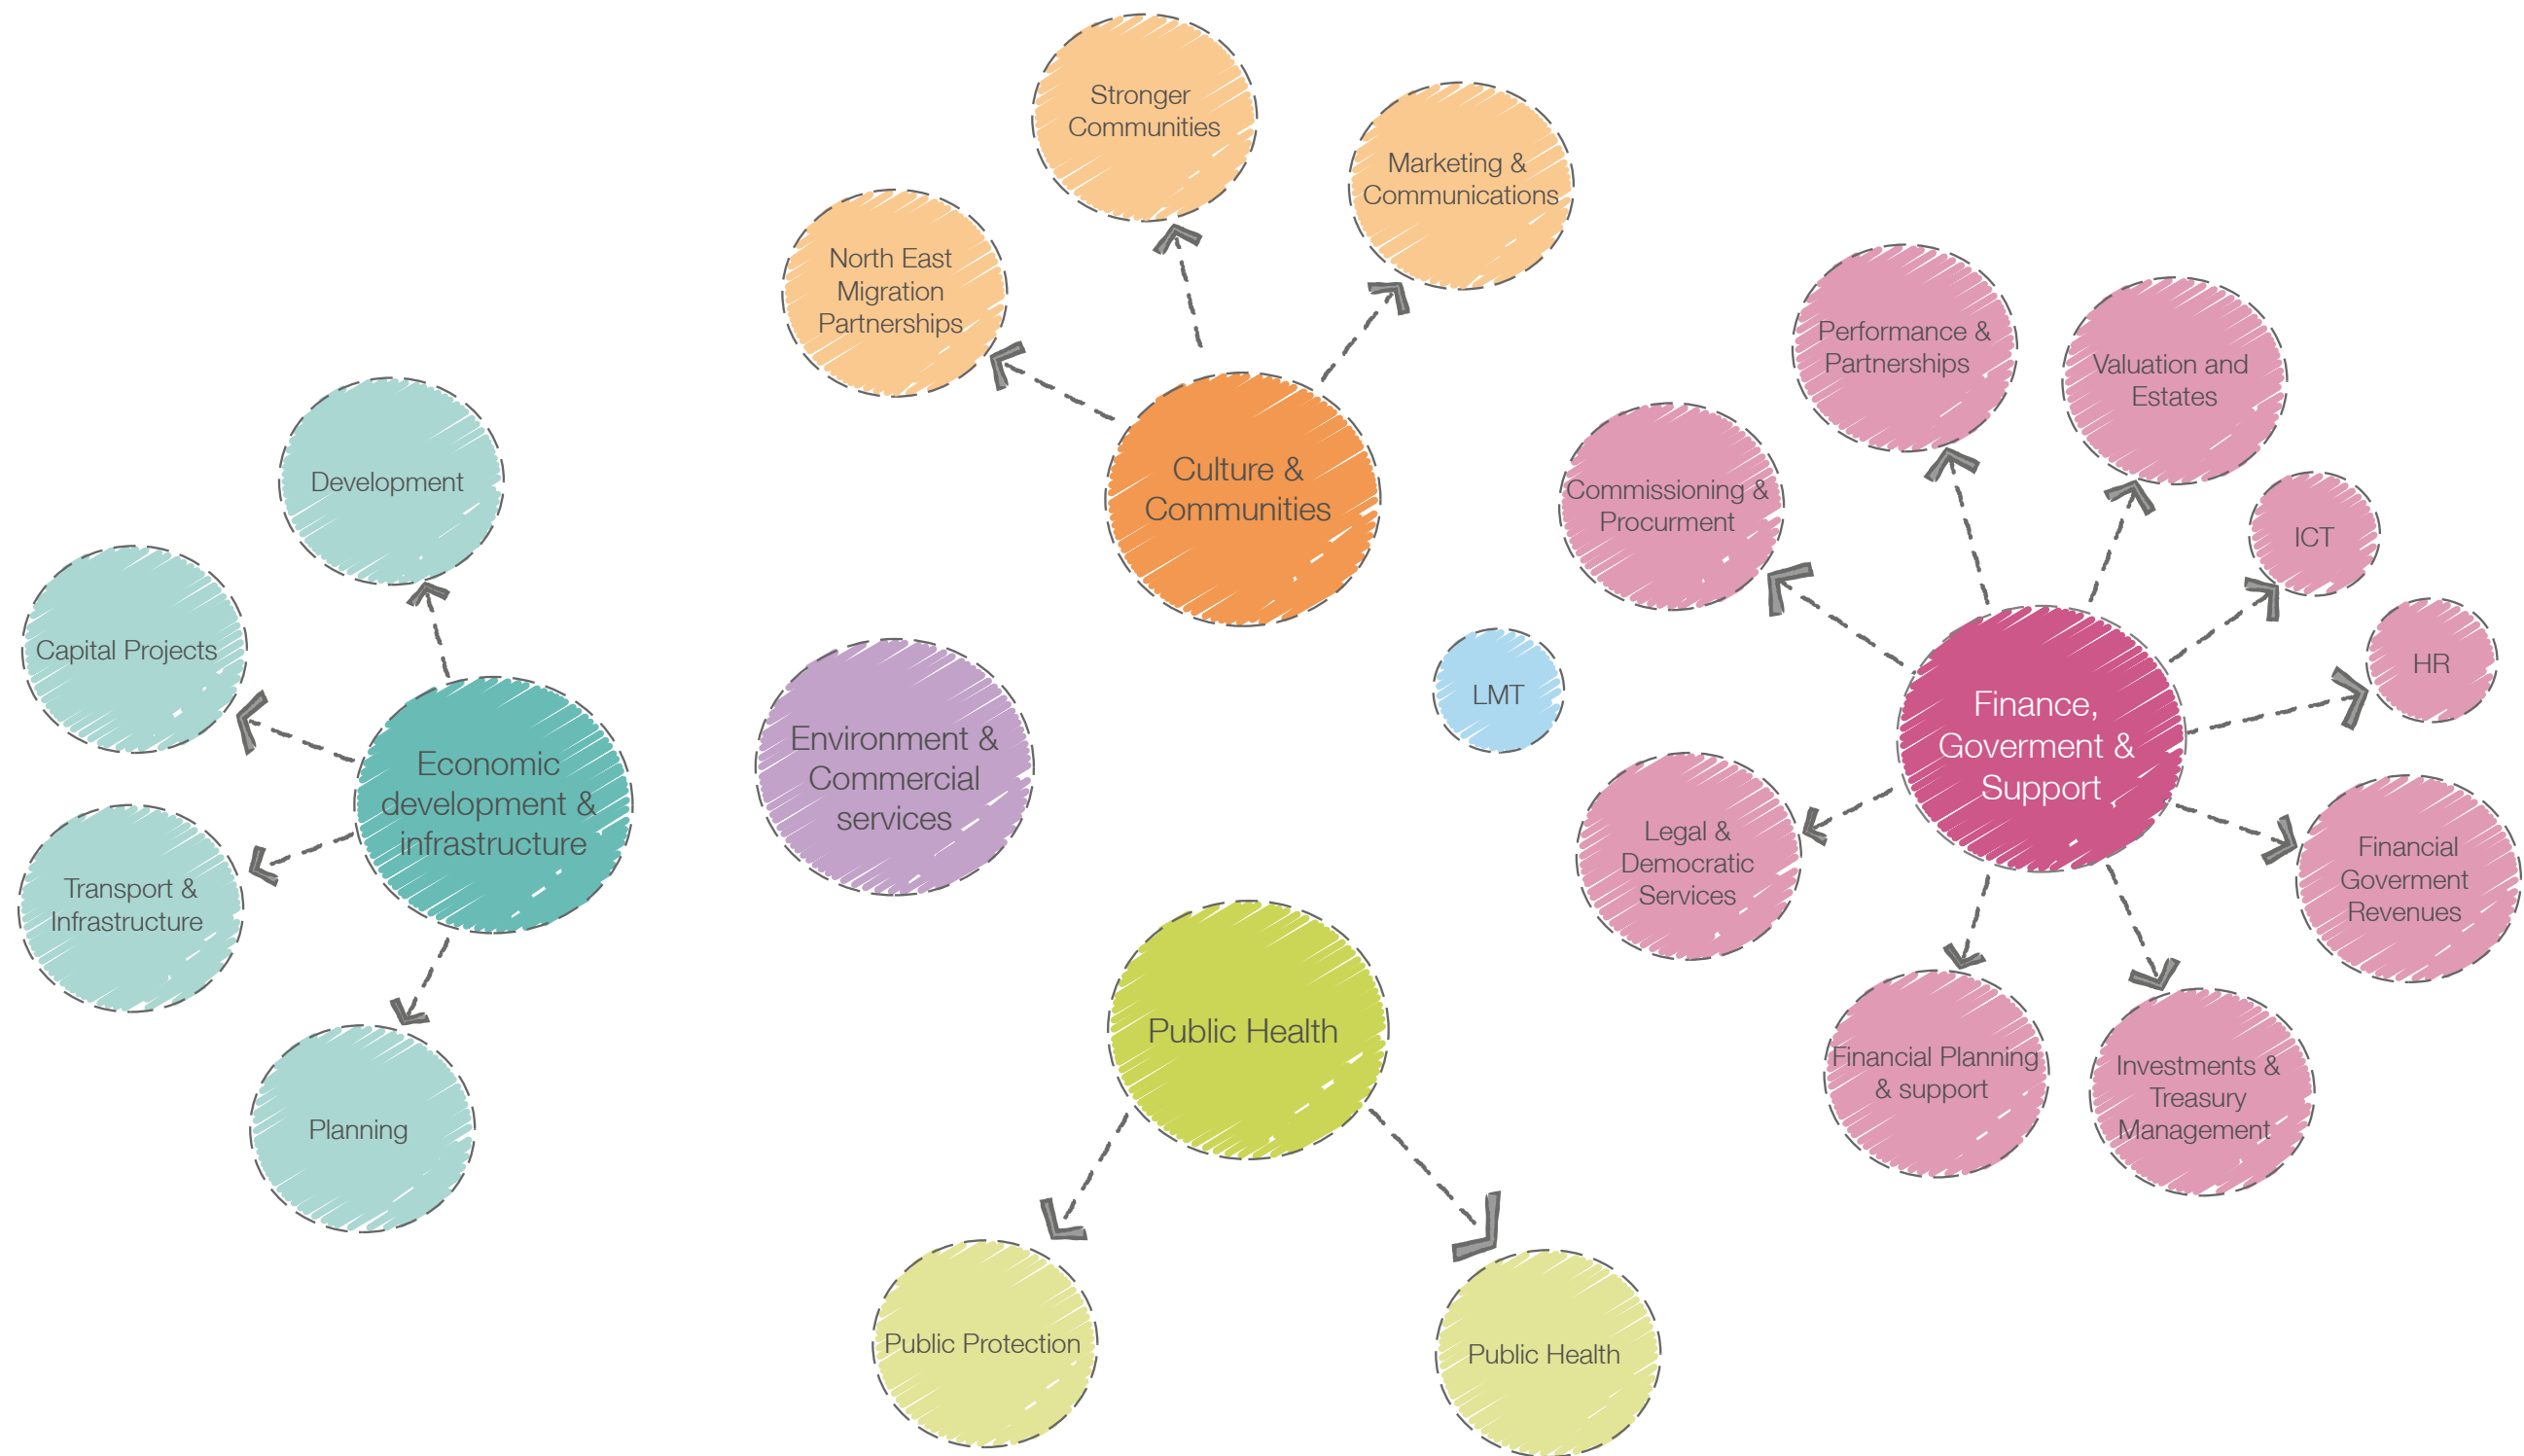 Stronger
Communities
Marketing &
Communications
North East
Migration
Partnerships
Culture &
Communities
Development
Capital Projects
Economic
development &
infrastructure
Transport &
Infrastructure
Planning
Environment &
Commercial
services
LMT
Performance &
Partnerships
Valuation and
Estates
Commissioning &
Procurment
ICT
HR
Finance,
Goverment &
Support
Legal &
Democratic
Services
Financial
Goverment
Revenues
Financial Planning
& support
Investments &
Treasury
Management
Public Health
Public Protection
Public Health